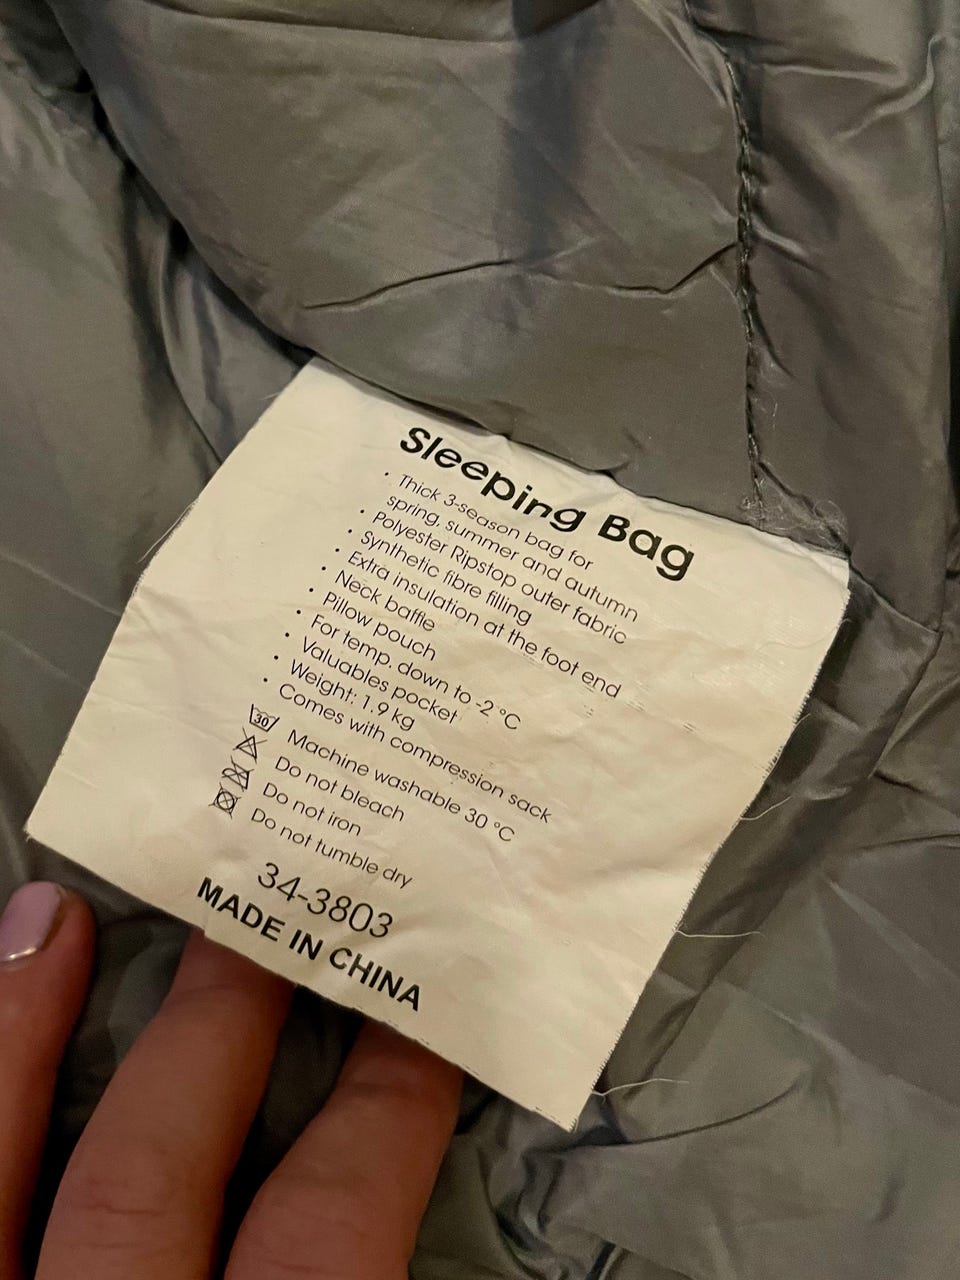 Sleeping Bag
• Thick 3-season bag for
spring, summer and autumn
• Polyester Ripstop outer fabric
• Synthetic fibre filling
• Extra insulation at the foot end
• Neck baffle
• Pillow pouch
• For temp. down to -2 °C
• Valuables pocket
• Weight: 1.9 kg
• Comes with compression sack
30 Machine washable 30 °C
Do not bleach
Do not iron
Do not tumble dry
34-3803
MADE IN CHINA